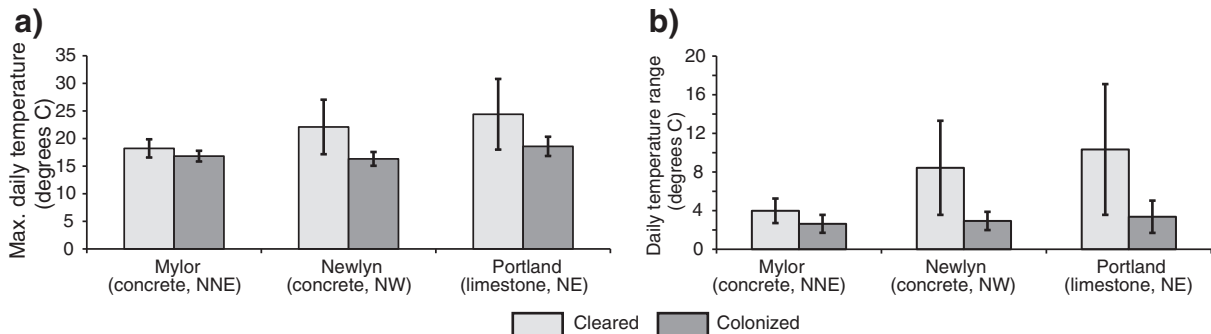 a)
Max. daily temperature
(degrees C)
35
30
25
20
15
10
5
0
Mylor
(concrete, NNE)
Newlyn
(concrete, NW)
Portland
(limestone, NE)
b)
Daily temperature range
(degrees C)
20
16
12
8
4
0
Mylor
(concrete, NNE)
Newlyn
(concrete, NW)
Portland
(limestone, NE)
Cleared
Colonized